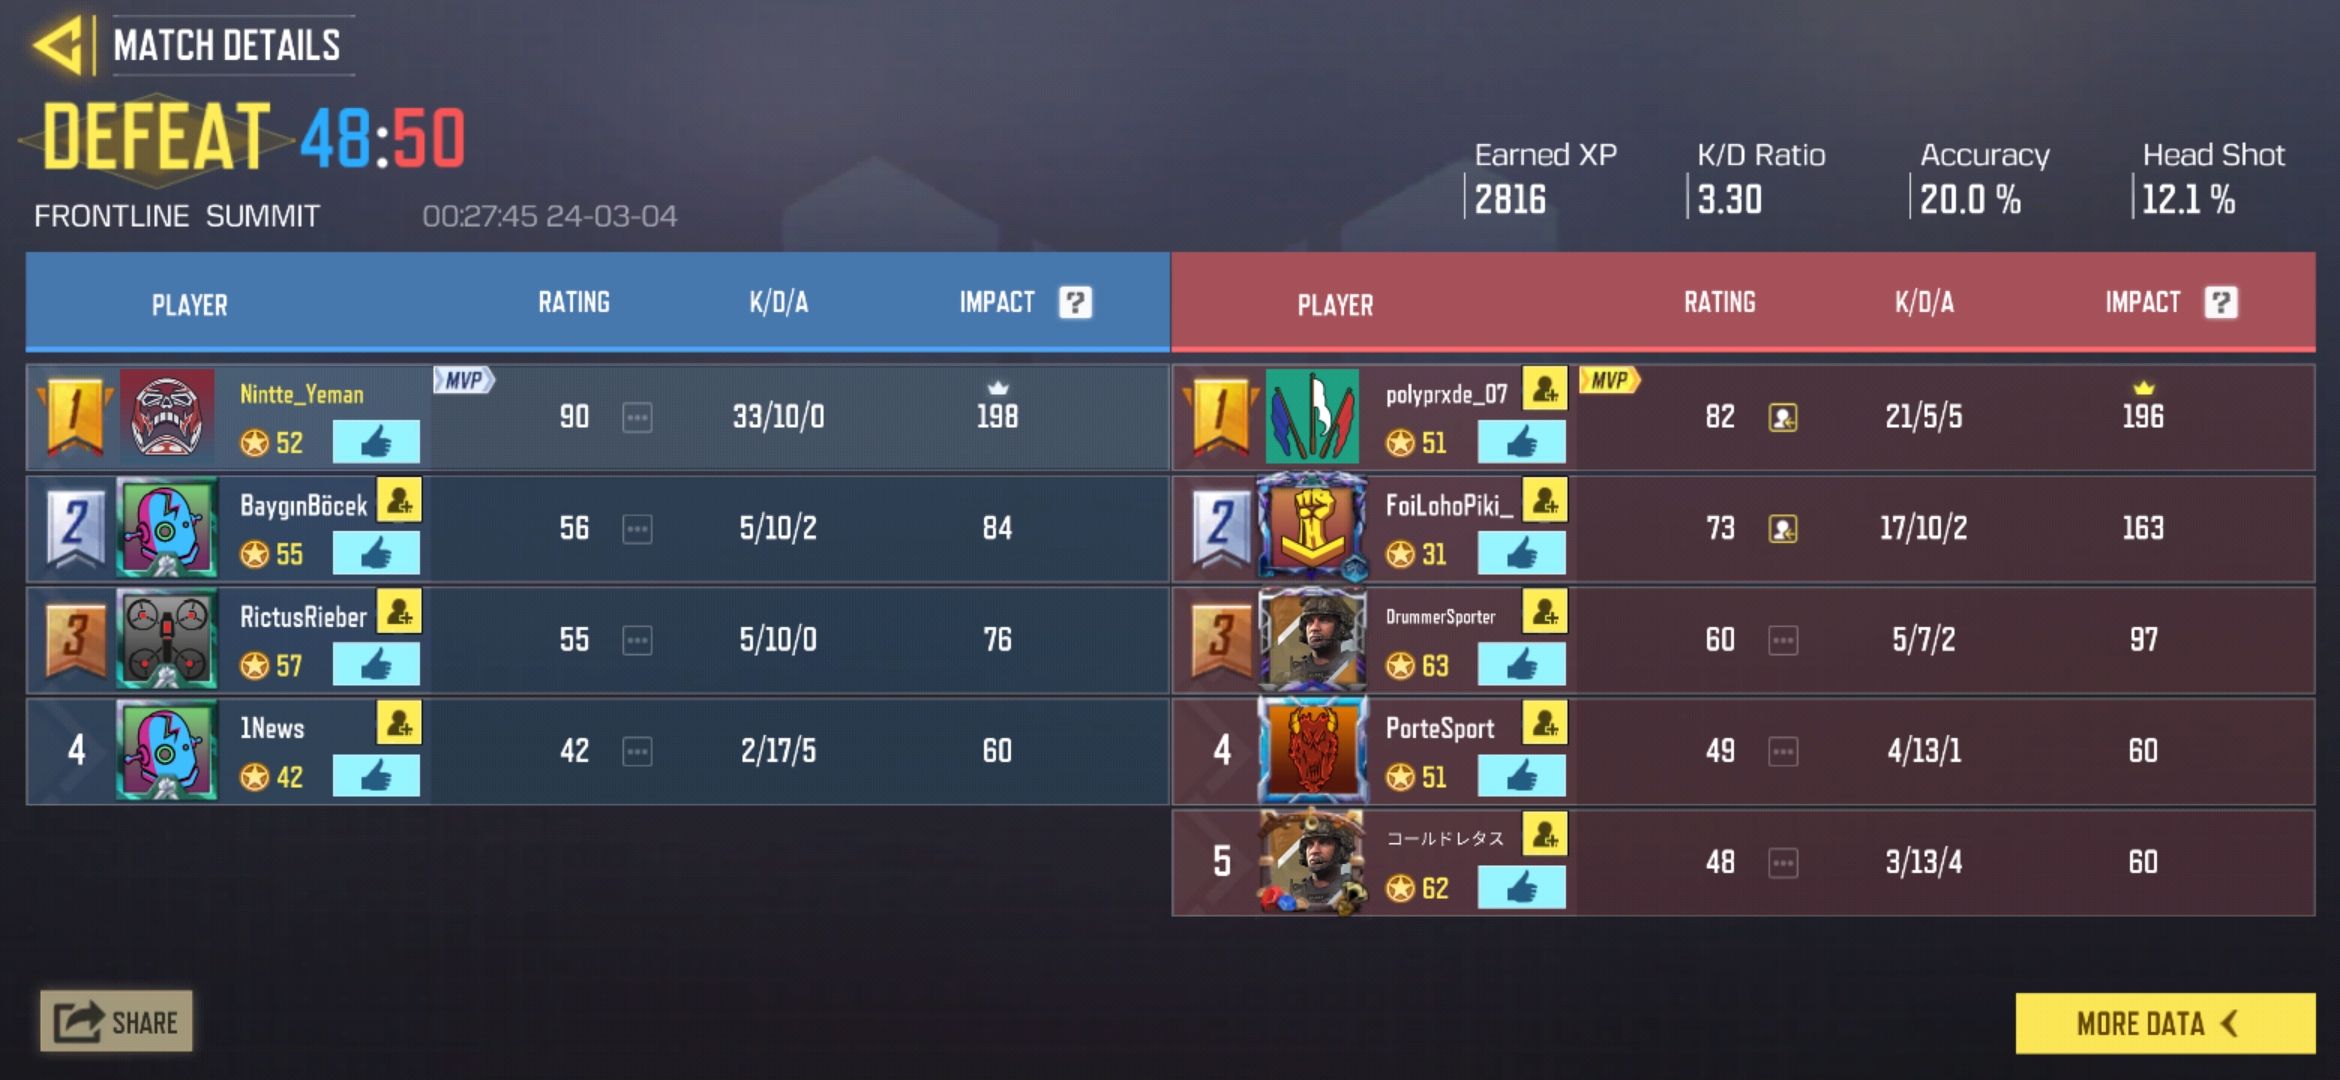 MATCH DETAILS
DEFEAT 48:50
FRONTLINE SUMMIT 00:27:45 24-03-04
Earned XP K/D Ratio Accuracy Head Shot
2816 3.30 20.0 % 12.1 %
PLAYER RATING K/D/A IMPACT ? PLAYER RATING K/D/A IMPACT ?
1 Nintte_Yeman 52 MVP 90 33/10/0 198
1 polyprxde_07 51 MVP 82 21/5/5 196
2 BaygınBöcek 55 56 5/10/2 84
2 FoiLohoPiki_ 31 73 17/10/2 163
3 RictusRieber 57 55 5/10/0 76
3 DrummerSporter 63 60 5/7/2 97
4 1News 42 42 2/17/5 60
4 PorteSport 51 49 4/13/1 60
5 コールドレタス 62 48 3/13/4 60
SHARE
MORE DATA